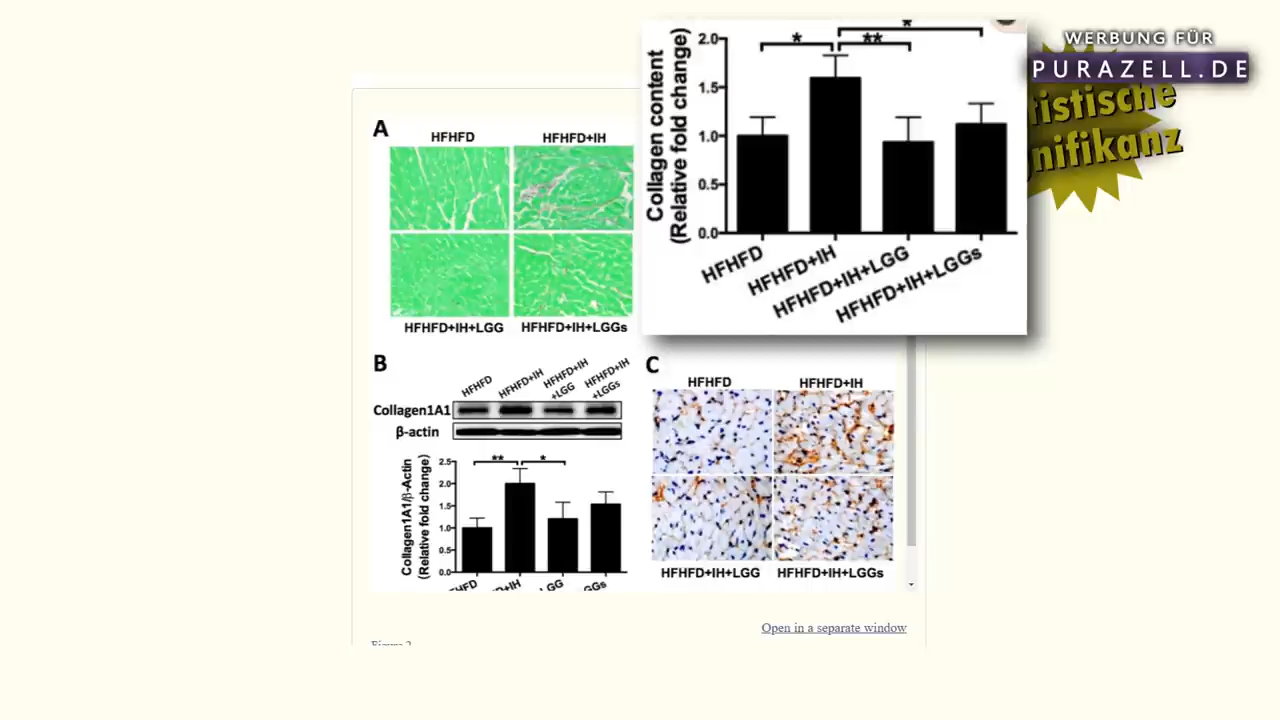 WERBUNG FÜR
PURAZELL.DE
tistische
nifikanz
Collagen content
(Relative fold change)
2.0
1.5
1.0
0.5
0.0
*
**
*
HFHFD
HFHFD+IH
HFHFD+IH+LGG
HFHFD+IH+LGGs
A
HFHFD
HFHFD+IH
HFHFD+IH+LGG
HFHFD+IH+LGGs
B
HFHFD
HFHFD+IH
HFHFD+IH
+LGG
HFHFD+IH
+LGGs
Collagen1A1
β-actin
Collagen1A1/β-Actin
(Relative fold change)
2.5
2.0
1.5
1.0
0.5
0.0
**
*
C
HFHFD
HFHFD+IH
HFHFD+IH+LGG
HFHFD+IH+LGGs
Open in a separate window